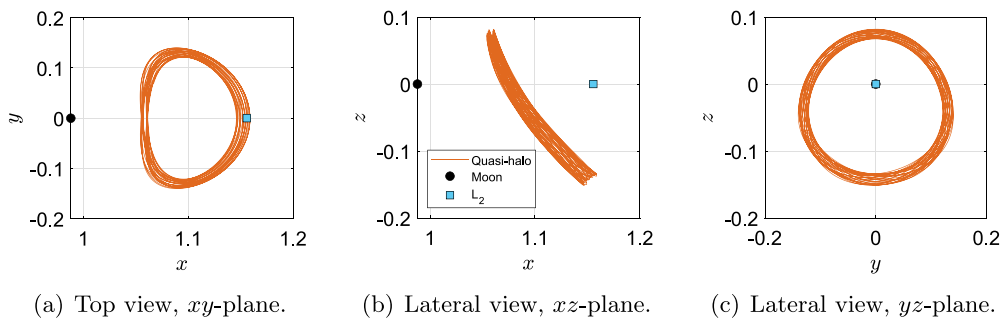 0.2
0.1
0
-0.1
-0.2
y
1
1.1
1.2
x
0.1
0
-0.1
-0.2
z
Quasi-halo
Moon
L2
1
1.1
1.2
x
0.1
0
-0.1
-0.2
z
-0.2
0
0.2
y
(a) Top view, xy-plane.
(b) Lateral view, xz-plane.
(c) Lateral view, yz-plane.